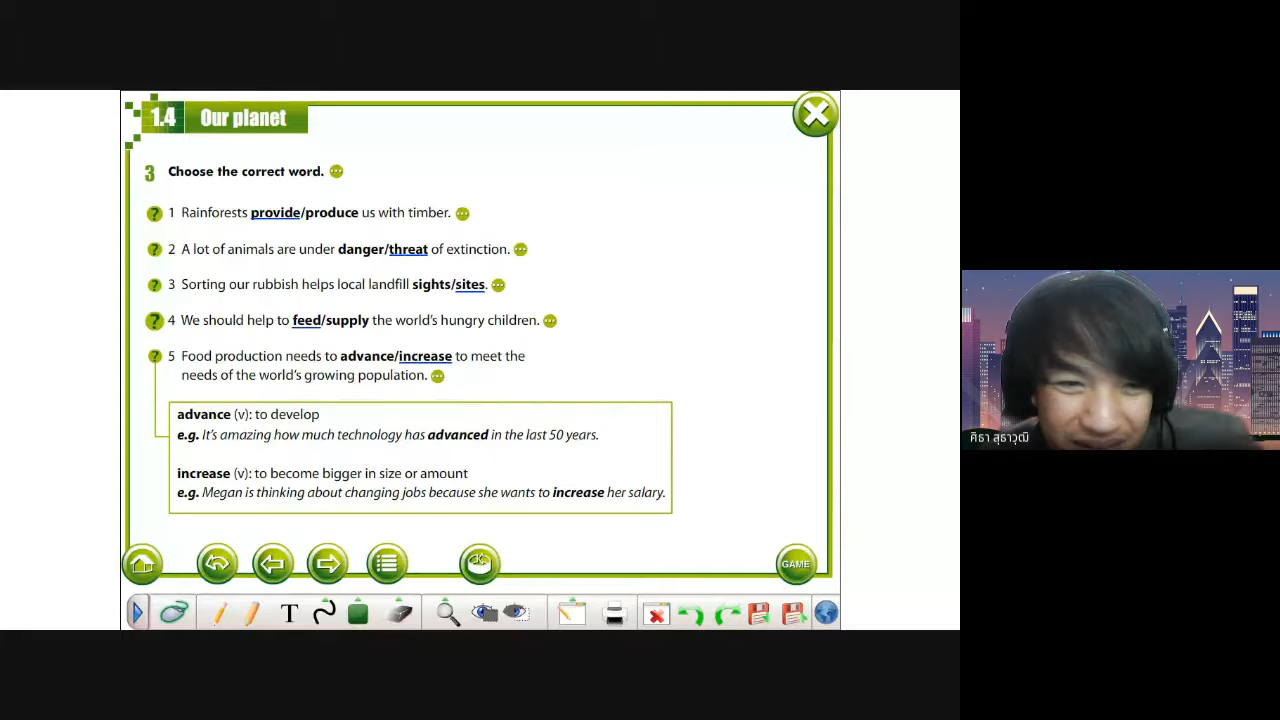 1.4 Our planet
3 Choose the correct word.
? 1 Rainforests provide/produce us with timber.
? 2 A lot of animals are under danger/threat of extinction.
? 3 Sorting our rubbish helps local landfill sights/sites.
? 4 We should help to feed/supply the world's hungry children.
? 5 Food production needs to advance/increase to meet the
needs of the world's growing population.
advance (v): to develop
e.g. It's amazing how much technology has advanced in the last 50 years.
increase (v): to become bigger in size or amount
e.g. Megan is thinking about changing jobs because she wants to increase her salary.
GAME
T
ศิธา สุธาวุฒิ